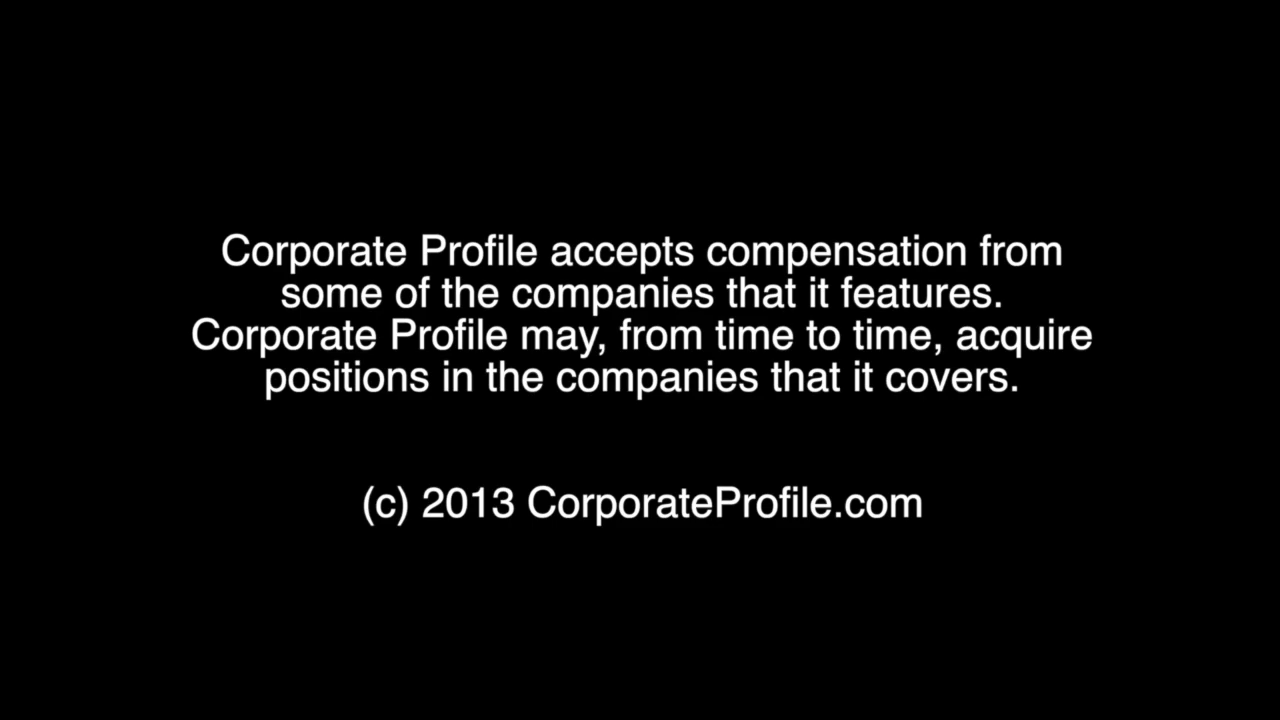 Corporate Profile accepts compensation from
some of the companies that it features.
Corporate Profile may, from time to time, acquire
positions in the companies that it covers.
(c) 2013 CorporateProfile.com